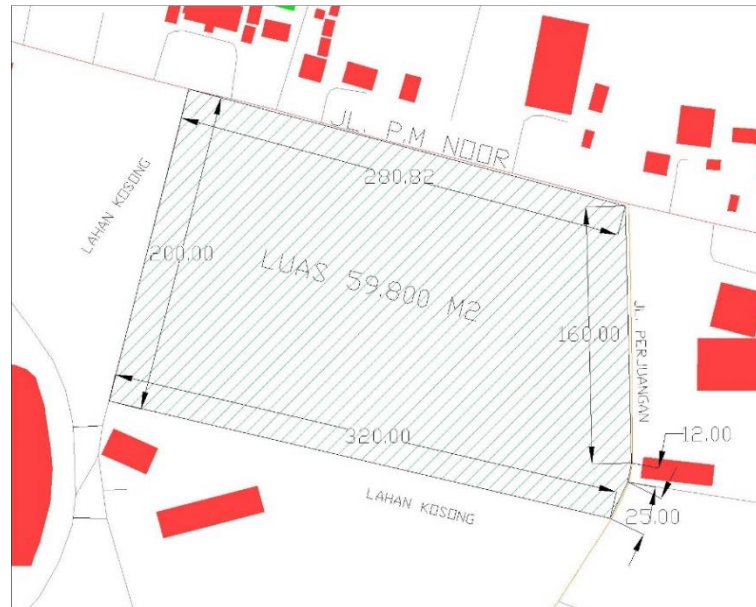 JL. P.M NOOR
280.82
LAHAN KOSONG
200.00
LUAS 59.800 M2
160.00
JL. PERJUANGAN
320.00
12.00
LAHAN KOSONG
25.00